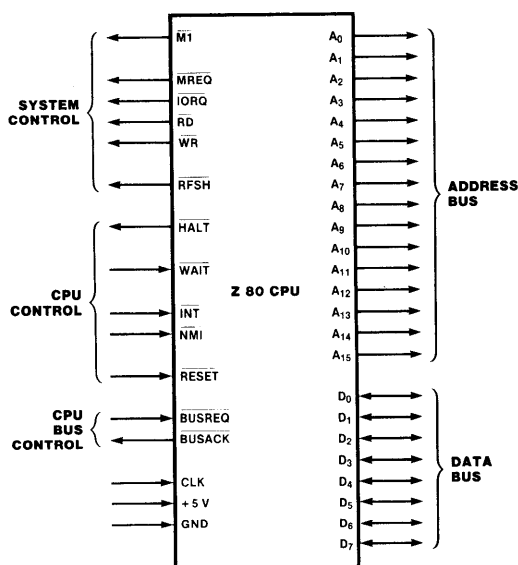 SYSTEM
CONTROL
M1
MREQ
IORQ
RD
WR
RFSH
CPU
CONTROL
HALT
WAIT
INT
NMI
RESET
CPU
BUS
CONTROL
BUSREQ
BUSACK
CLK
+ 5 V
GND
Z 80 CPU
A0
A1
A2
A3
A4
A5
A6
A7
A8
A9
A10
A11
A12
A13
A14
A15
ADDRESS
BUS
D0
D1
D2
D3
D4
D5
D6
D7
DATA
BUS